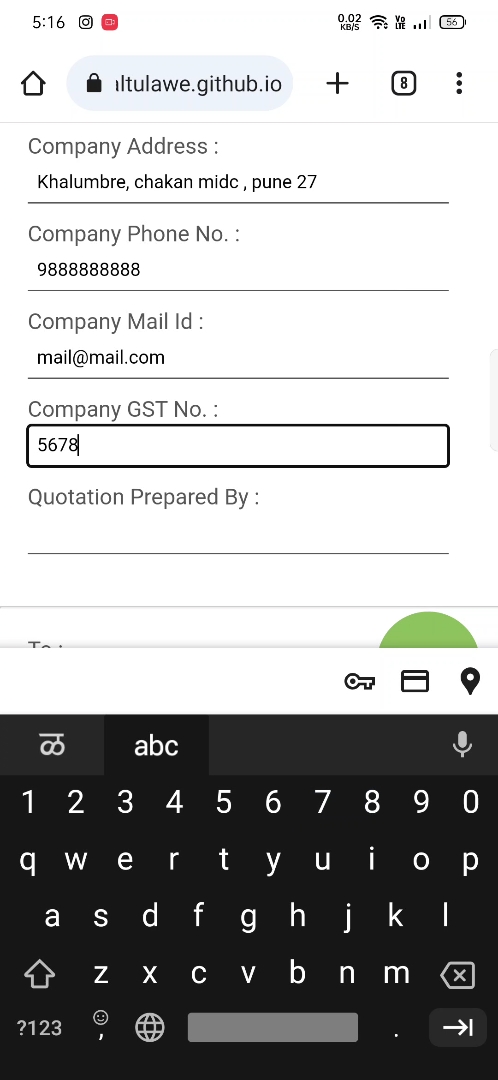 5:16
0.02
KB/S
Vo
LTE
56
ıltulawe.github.io
8
Company Address :
Khalumbre, chakan midc , pune 27
Company Phone No. :
9888888888
Company Mail Id :
mail@mail.com
Company GST No. :
5678
Quotation Prepared By :
To :
ळ
abc
1 2 3 4 5 6 7 8 9 0
q w e r t y u i o p
a s d f g h j k l
z x c v b n m
?123 , .